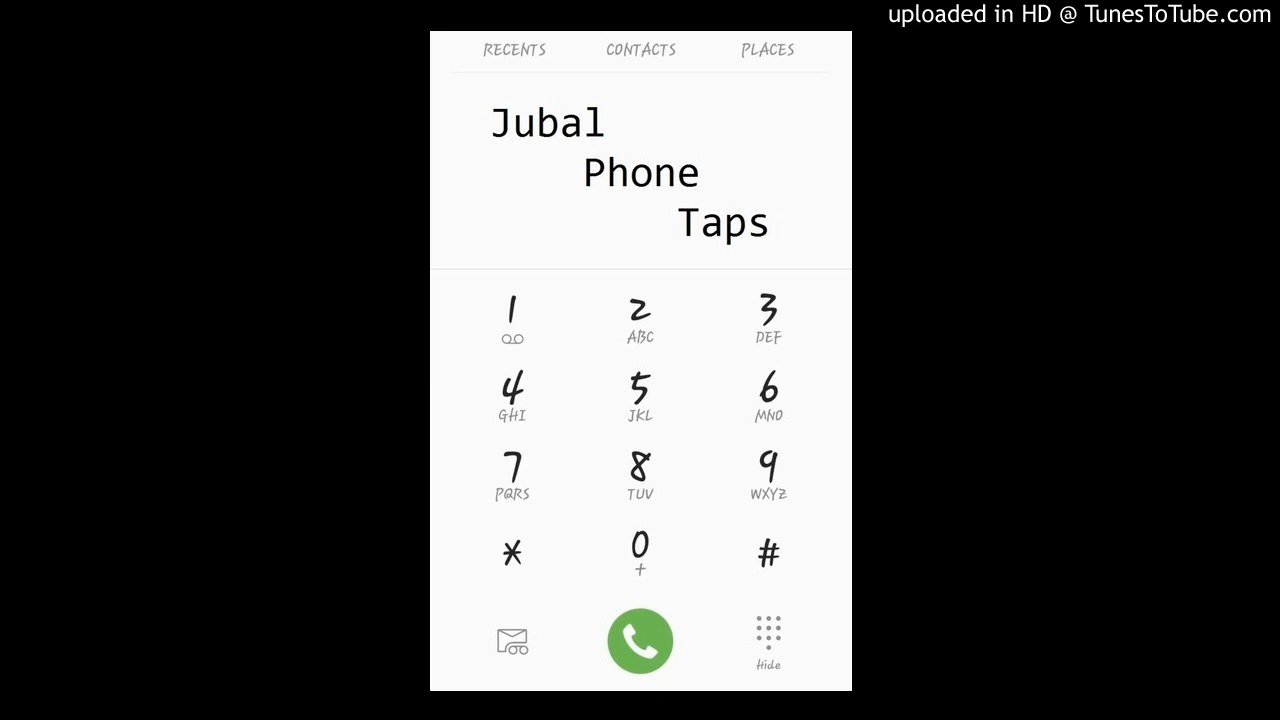 uploaded in HD @ TunesToTube.com
RECENTS CONTACTS PLACES
Jubal
Phone
Taps
1 2 3
ABC DEF
4 5 6
GHI JKL MNO
7 8 9
PQRS TUV WXYZ
* 0 #
+
Hide